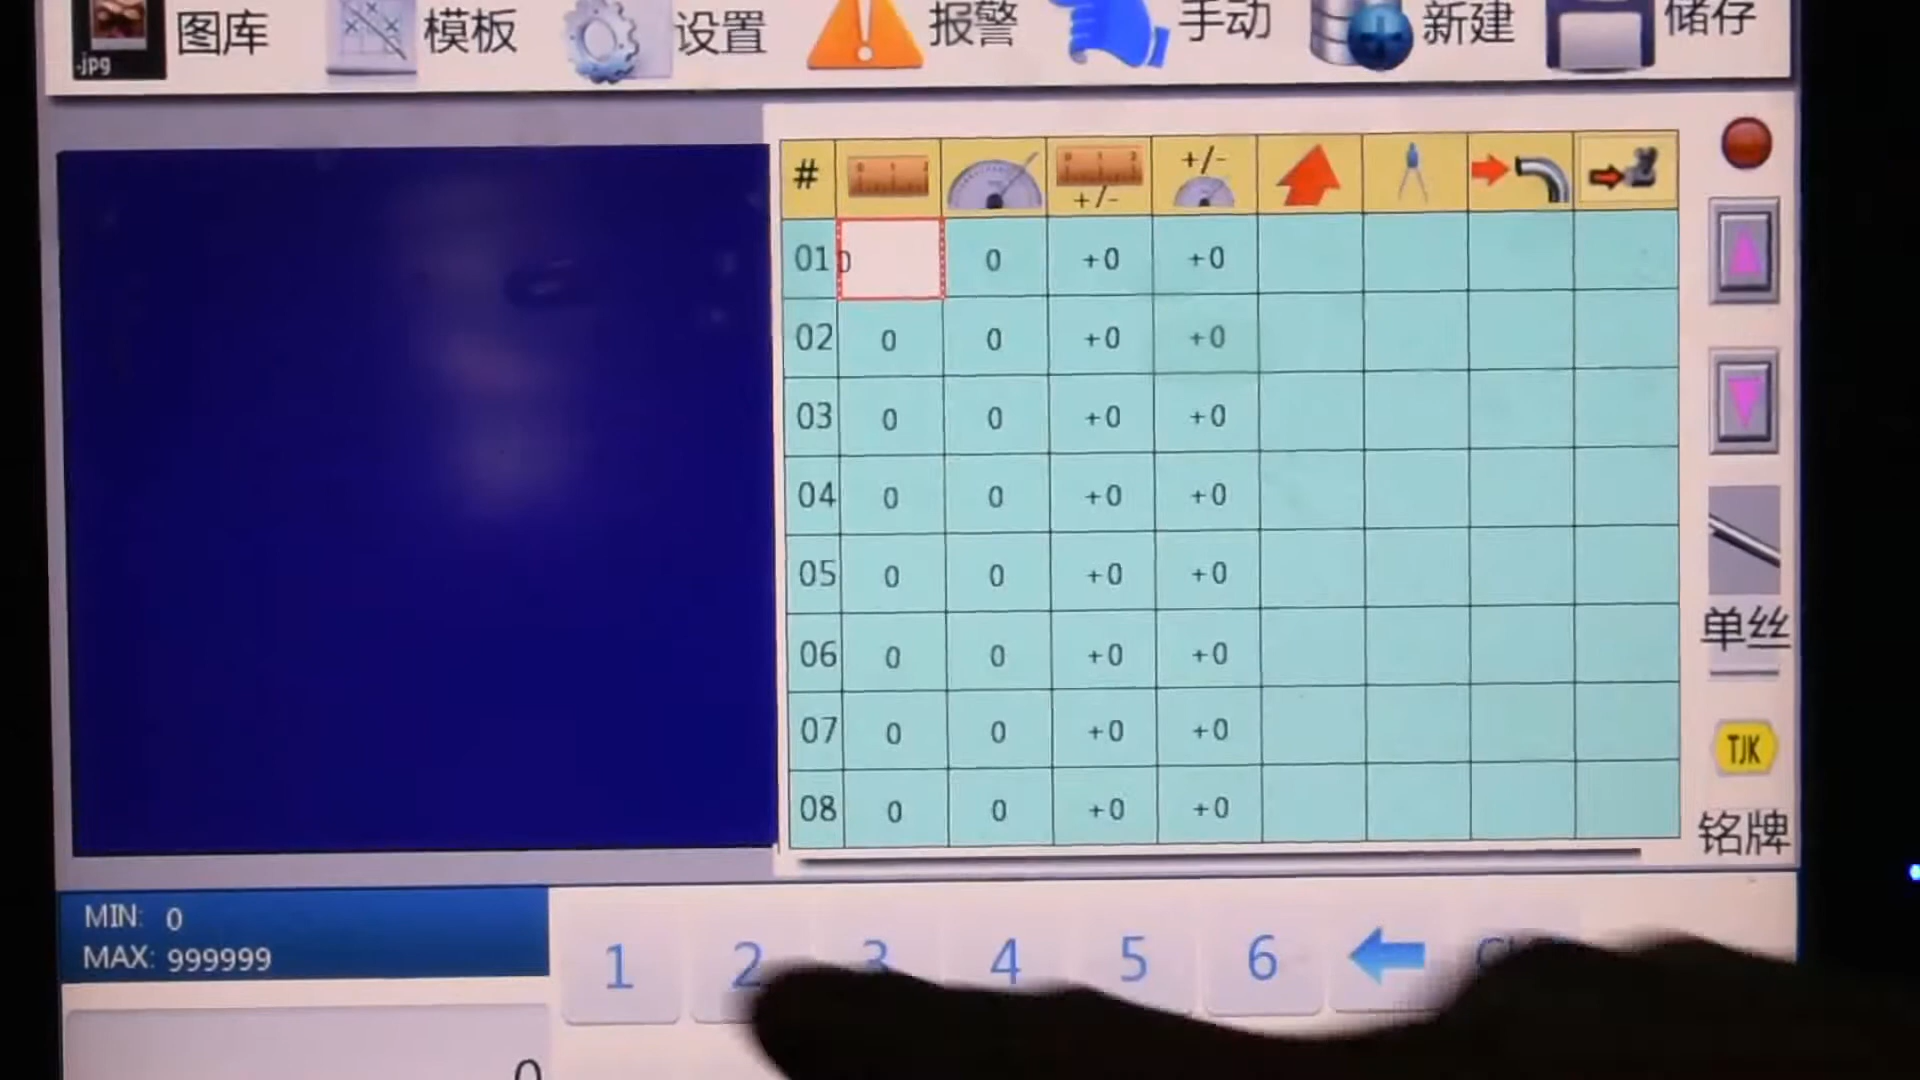 .jpg 图库 模板 设置 报警 手动 新建 储存
# +/- +/-
01 0 0 +0 +0
02 0 0 +0 +0
03 0 0 +0 +0
04 0 0 +0 +0
05 0 0 +0 +0
06 0 0 +0 +0
07 0 0 +0 +0
08 0 0 +0 +0
单丝
TJK
铭牌
MIN: 0
MAX: 999999
1 2 3 4 5 6
0